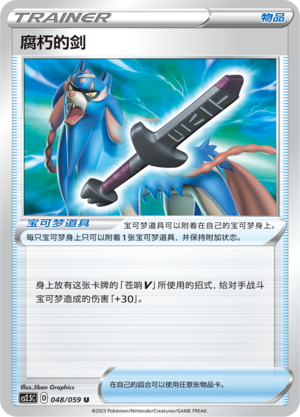 TRAINER
物品
腐朽的剑
宝可梦道具
宝可梦道具可以附着在自己的宝可梦身上。
每只宝可梦身上只可以附着1张宝可梦道具，并保持附加状态。
身上放有这张卡牌的「苍响V」所使用的招式，给对手战斗
宝可梦造成的伤害「+30」。
Illus.5ban Graphics
CS2.5C D 048/059 U
在自己的回合可以使用任意张物品卡。
©2023 Pokémon/Nintendo/Creatures/GAME FREAK.